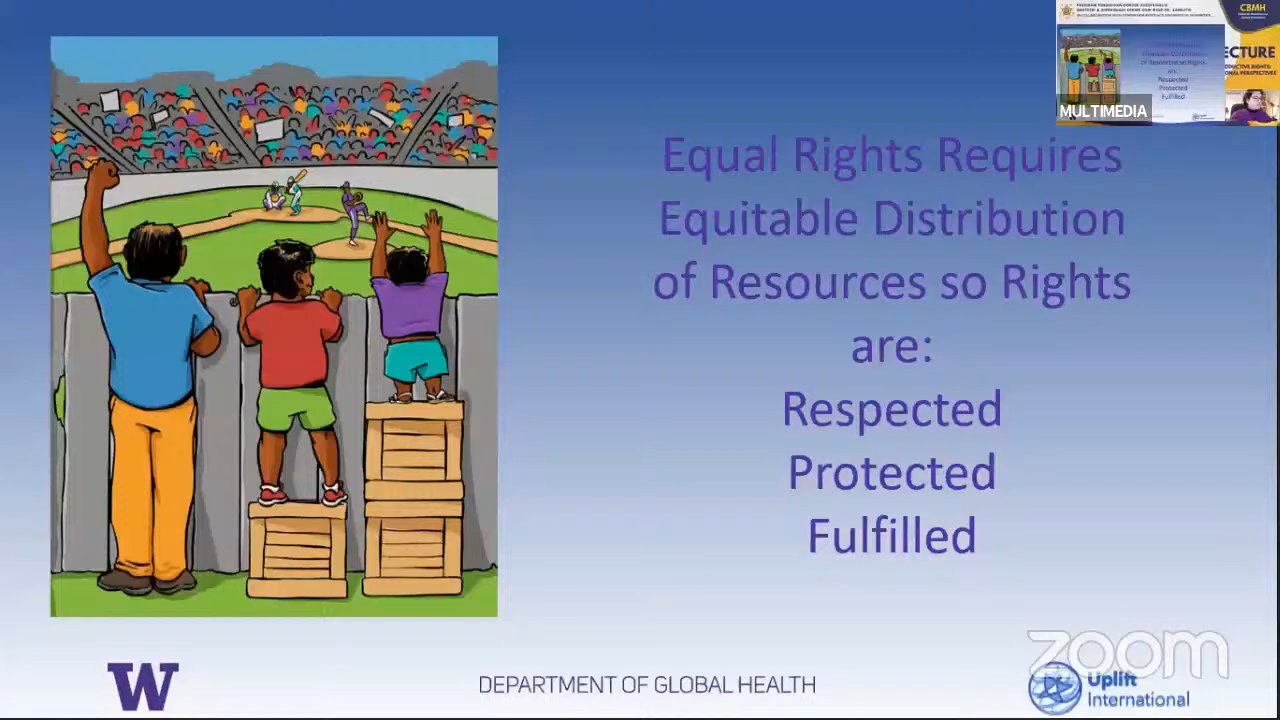 CBMH
MULTIMEDIA
Equal Rights Requires
Equitable Distribution
of Resources so Rights
are:
Respected
Protected
Fulfilled
W
DEPARTMENT OF GLOBAL HEALTH
zoom
Uplift
International